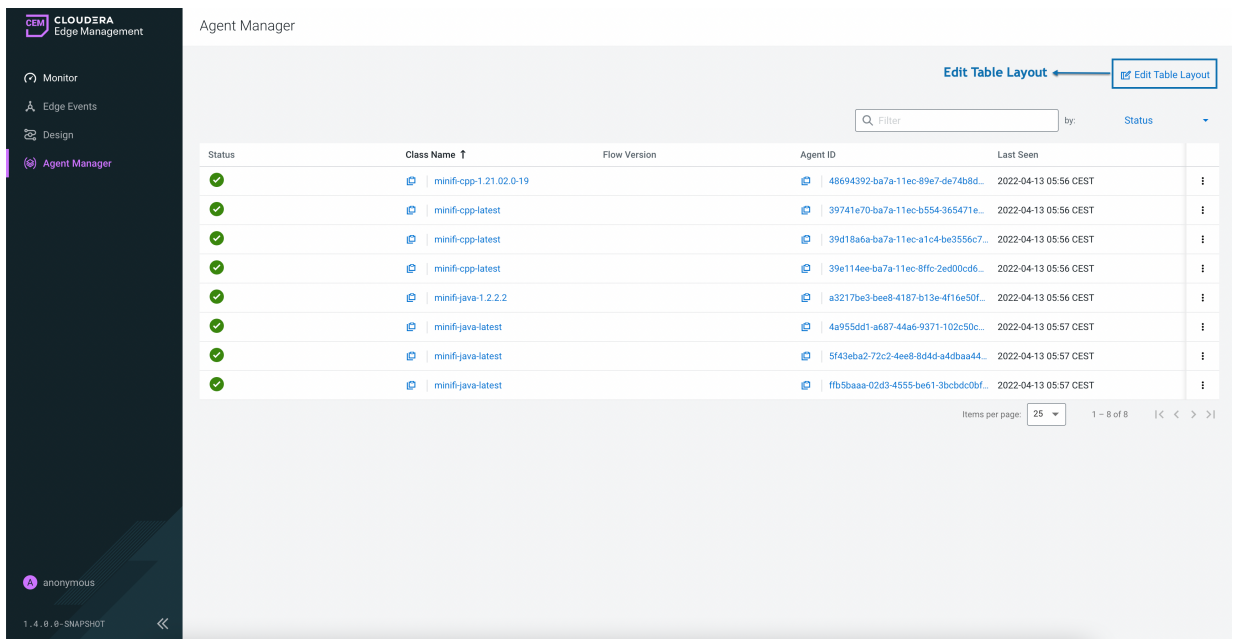 CEM CLOUDERA
Edge Management
Agent Manager
Monitor
Edge Events
Design
Agent Manager
Edit Table Layout
Edit Table Layout
Filter by: Status
Status Class Name ↑ Flow Version Agent ID Last Seen
minifi-cpp-1.21.02.0-19 48694392-ba7a-11ec-89e7-de74b8d... 2022-04-13 05:56 CEST
minifi-cpp-latest 39741e70-ba7a-11ec-b554-365471e... 2022-04-13 05:56 CEST
minifi-cpp-latest 39d18a6a-ba7a-11ec-a1c4-be3556c7... 2022-04-13 05:56 CEST
minifi-cpp-latest 39e114ee-ba7a-11ec-8ffc-2ed00cd6... 2022-04-13 05:56 CEST
minifi-java-1.2.2.2 a3217be3-bee8-4187-b13e-4f16e50f... 2022-04-13 05:56 CEST
minifi-java-latest 4a955dd1-a687-44a6-9371-102c50c... 2022-04-13 05:57 CEST
minifi-java-latest 5f43eba2-72c2-4ee8-8d4d-a4dbaa44... 2022-04-13 05:57 CEST
minifi-java-latest ffb5baaa-02d3-4555-be61-3bcbdc0bf... 2022-04-13 05:57 CEST
Items per page: 25 1 – 8 of 8
A anonymous
1.4.0.0-SNAPSHOT